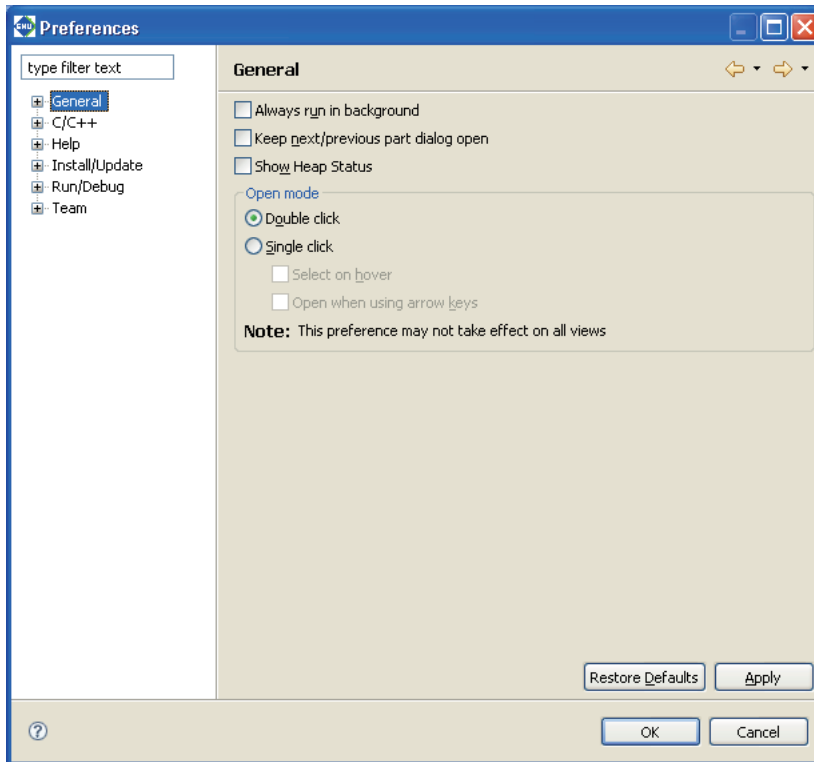 GNU Preferences
type filter text
General
C/C++
Help
Install/Update
Run/Debug
Team
General
Always run in background
Keep next/previous part dialog open
Show Heap Status
Open mode
Double click
Single click
Select on hover
Open when using arrow keys
Note: This preference may not take effect on all views
Restore Defaults
Apply
?
OK
Cancel